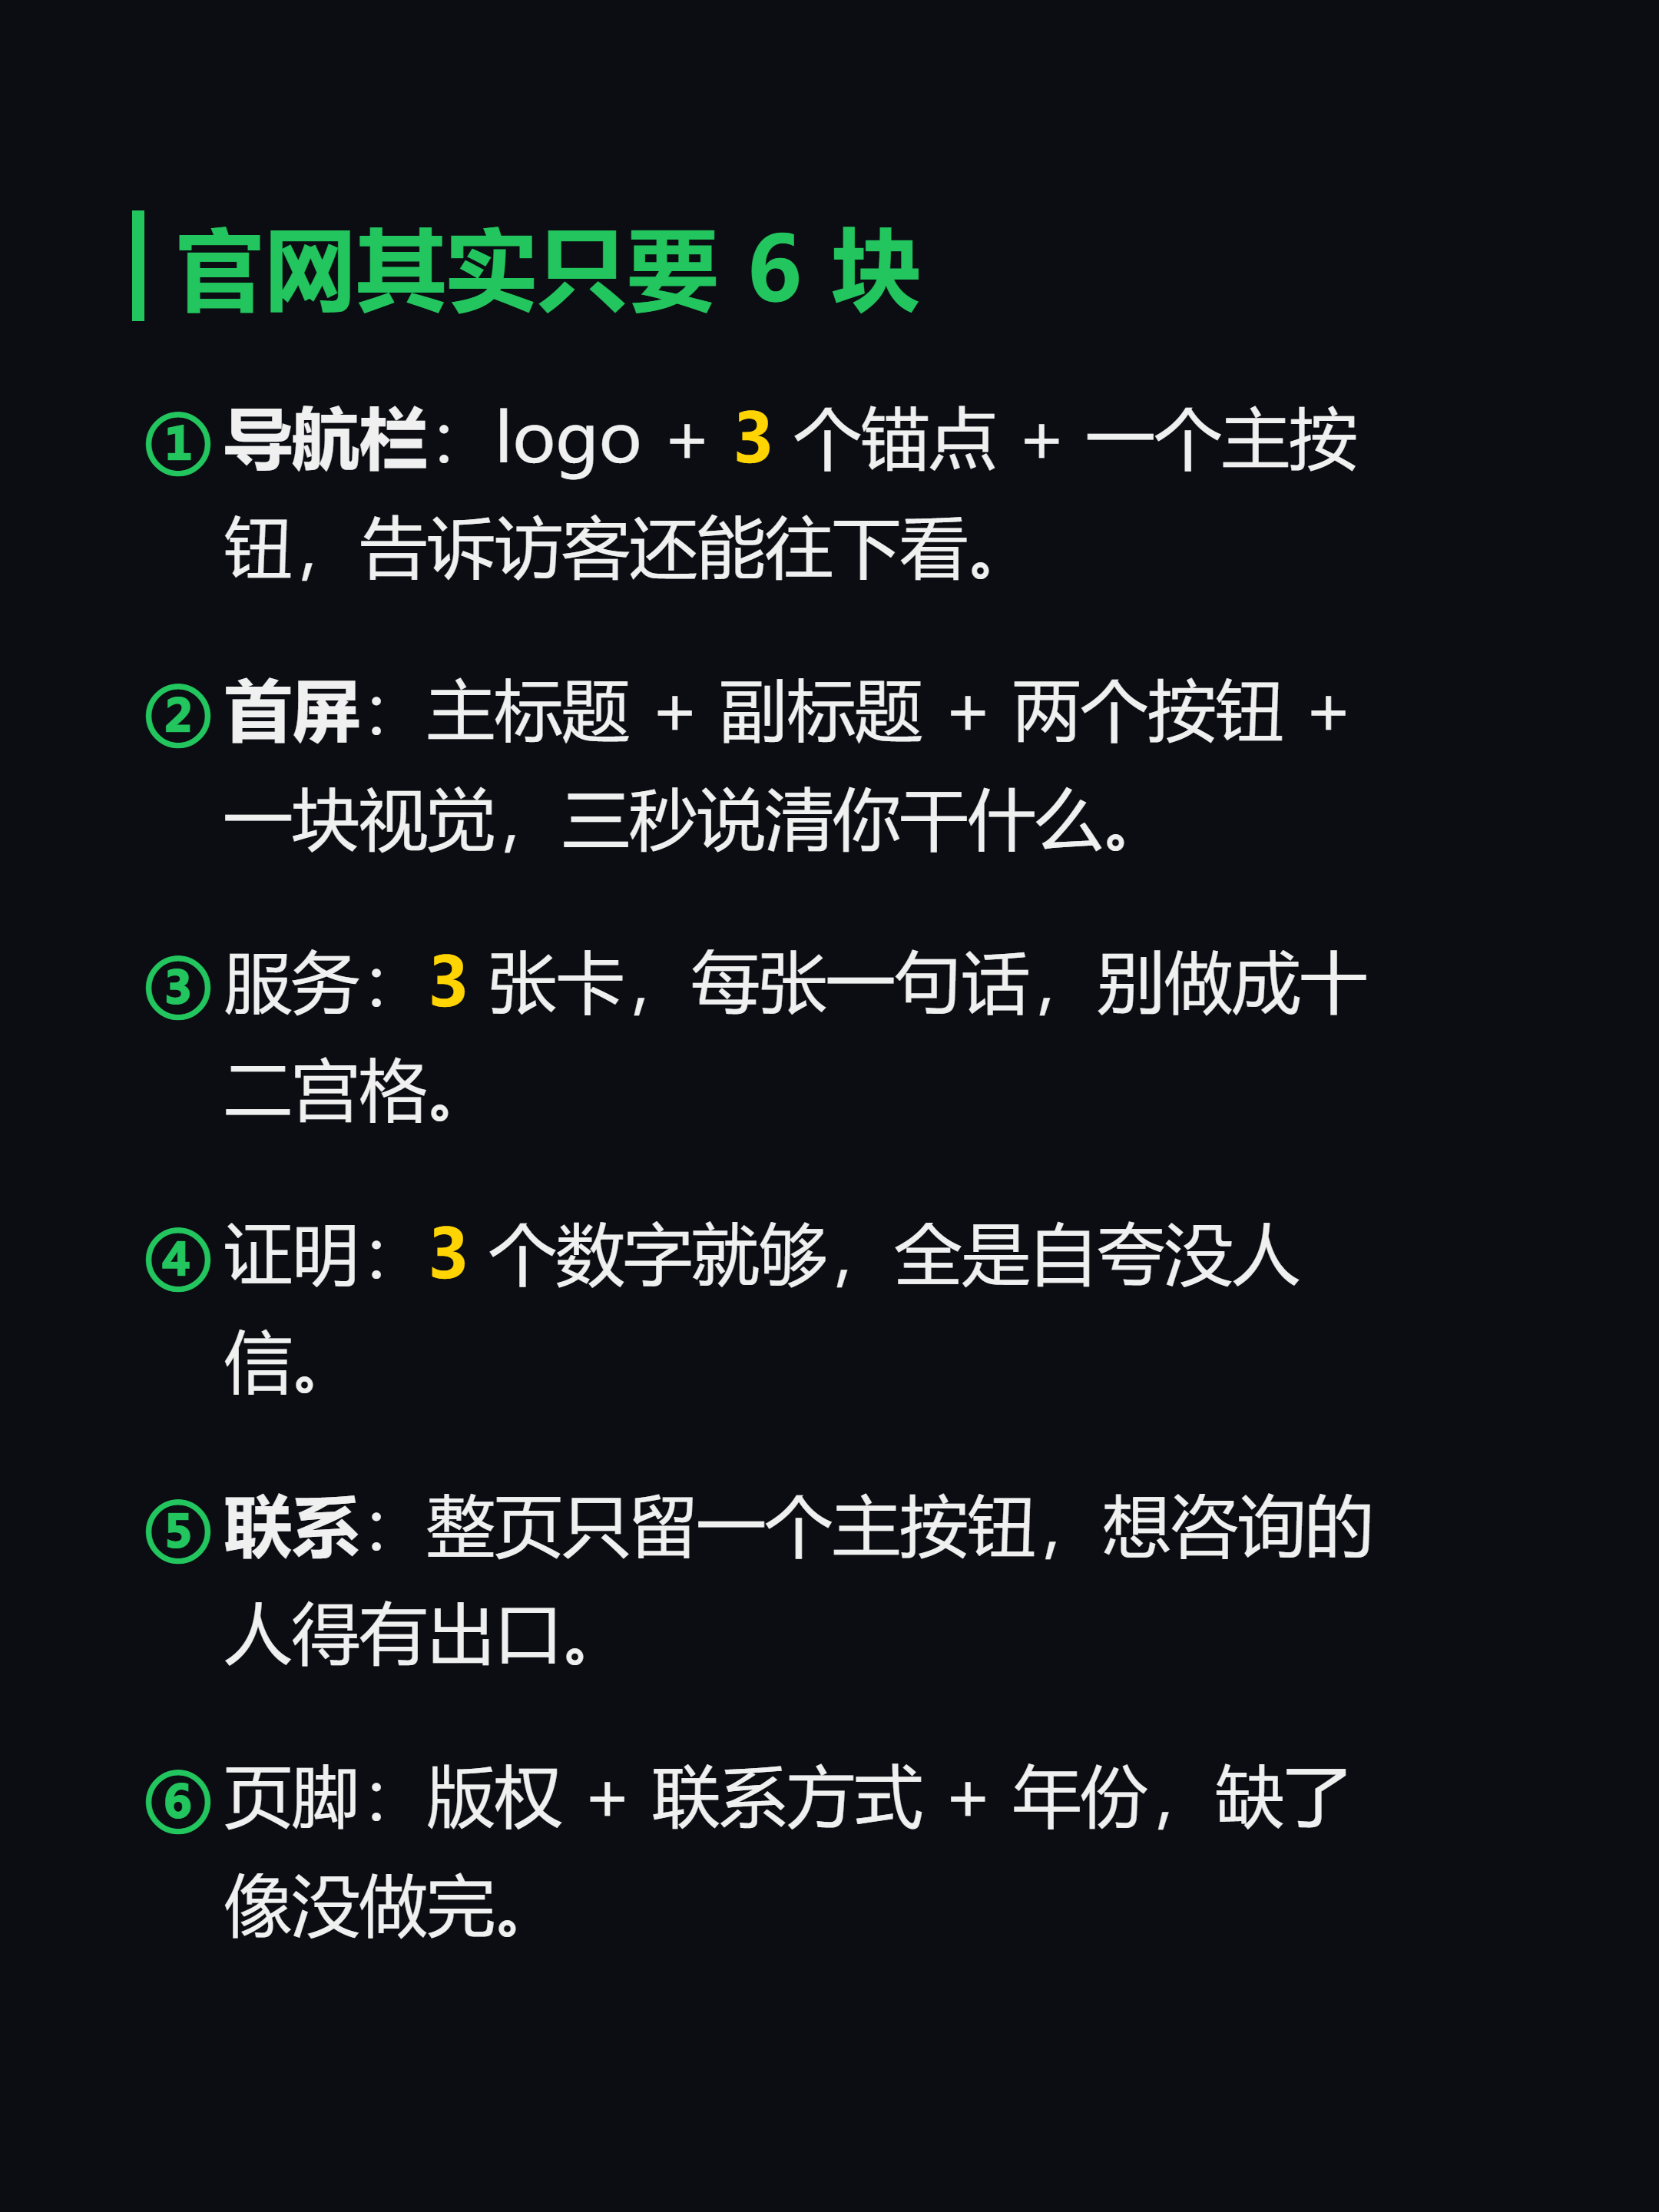 官网其实只要 6 块
① 导航栏：logo + 3 个锚点 + 一个主按
钮，告诉访客还能往下看。
② 首屏：主标题 + 副标题 + 两个按钮 +
一块视觉，三秒说清你干什么。
③ 服务：3 张卡，每张一句话，别做成十
二宫格。
④ 证明：3 个数字就够，全是自夸没人
信。
⑤ 联系：整页只留一个主按钮，想咨询的
人得有出口。
⑥ 页脚：版权 + 联系方式 + 年份，缺了
像没做完。